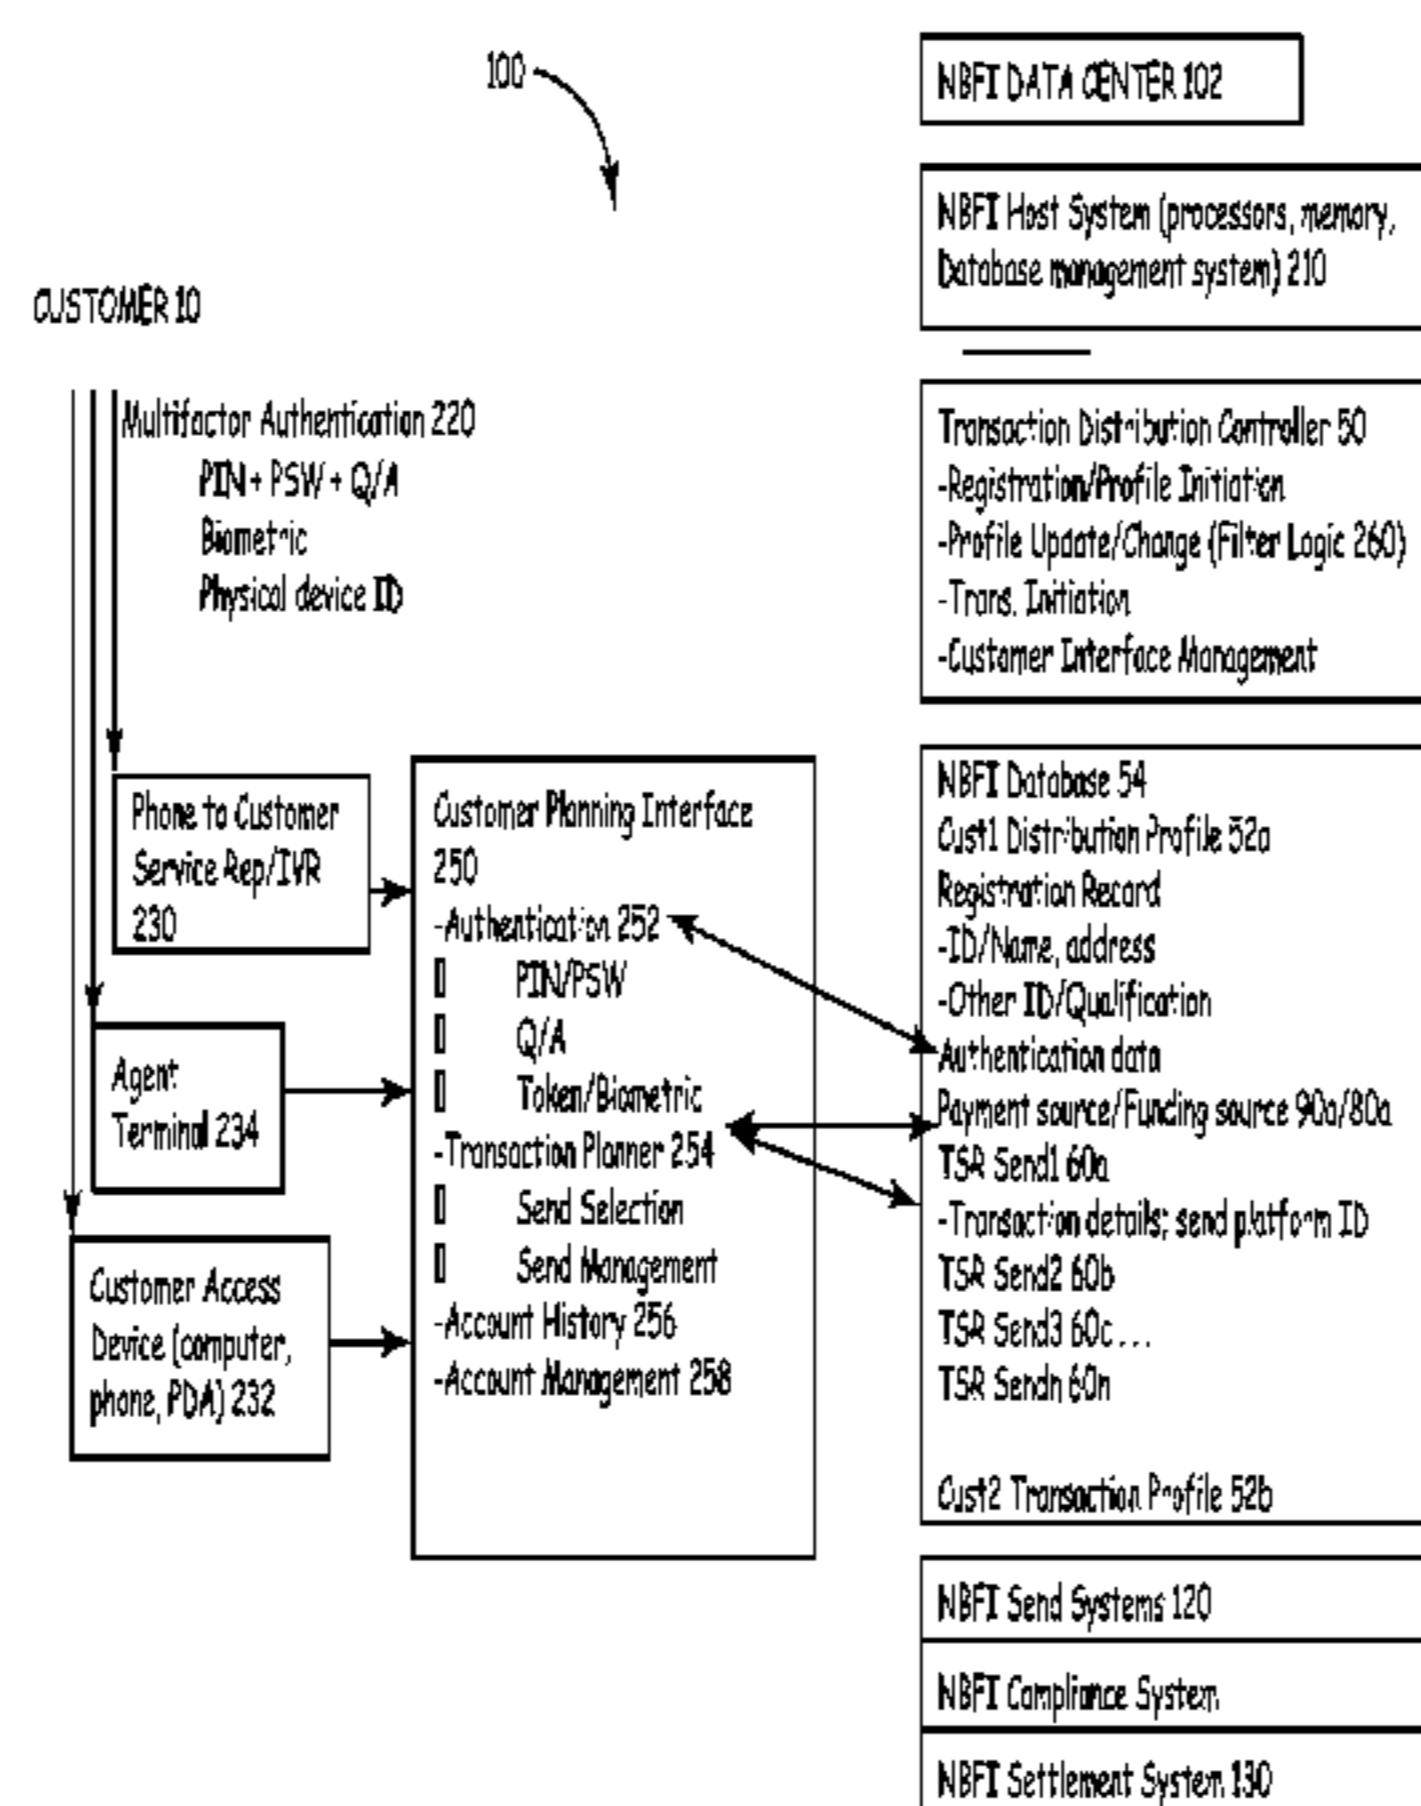 100
NBFI DATA CENTER 102
NBFI Host System (processors, memory,
Database management system) 210
CUSTOMER 10
Multifactor Authentication 220
PIN + PSW + Q/A
Biometric
Physical device ID
Transaction Distribution Controller 50
-Registration/Profile Initiation
-Profile Update/Change (Filter Logic 260)
-Trans. Initiation
-Customer Interface Management
Phone to Customer
Service Rep/IVR
230
Agent
Terminal 234
Customer Access
Device (computer,
phone, PDA) 232
Customer Planning Interface
250
-Authentication 252
PIN/PSW
Q/A
Token/Biometric
-Transaction Planner 254
Send Selection
Send Management
-Account History 256
-Account Management 258
NBFI Database 54
Cust1 Distribution Profile 52a
Registration Record
-ID/Name, address
-Other ID/Qualification
Authentication data
Payment source/Funding source 90a/80a
TSR Send1 60a
-Transaction details; send platform ID
TSR Send2 60b
TSR Send3 60c...
TSR Sendn 60n
Cust2 Transaction Profile 52b
NBFI Send Systems 120
NBFI Compliance System
NBFI Settlement System 130